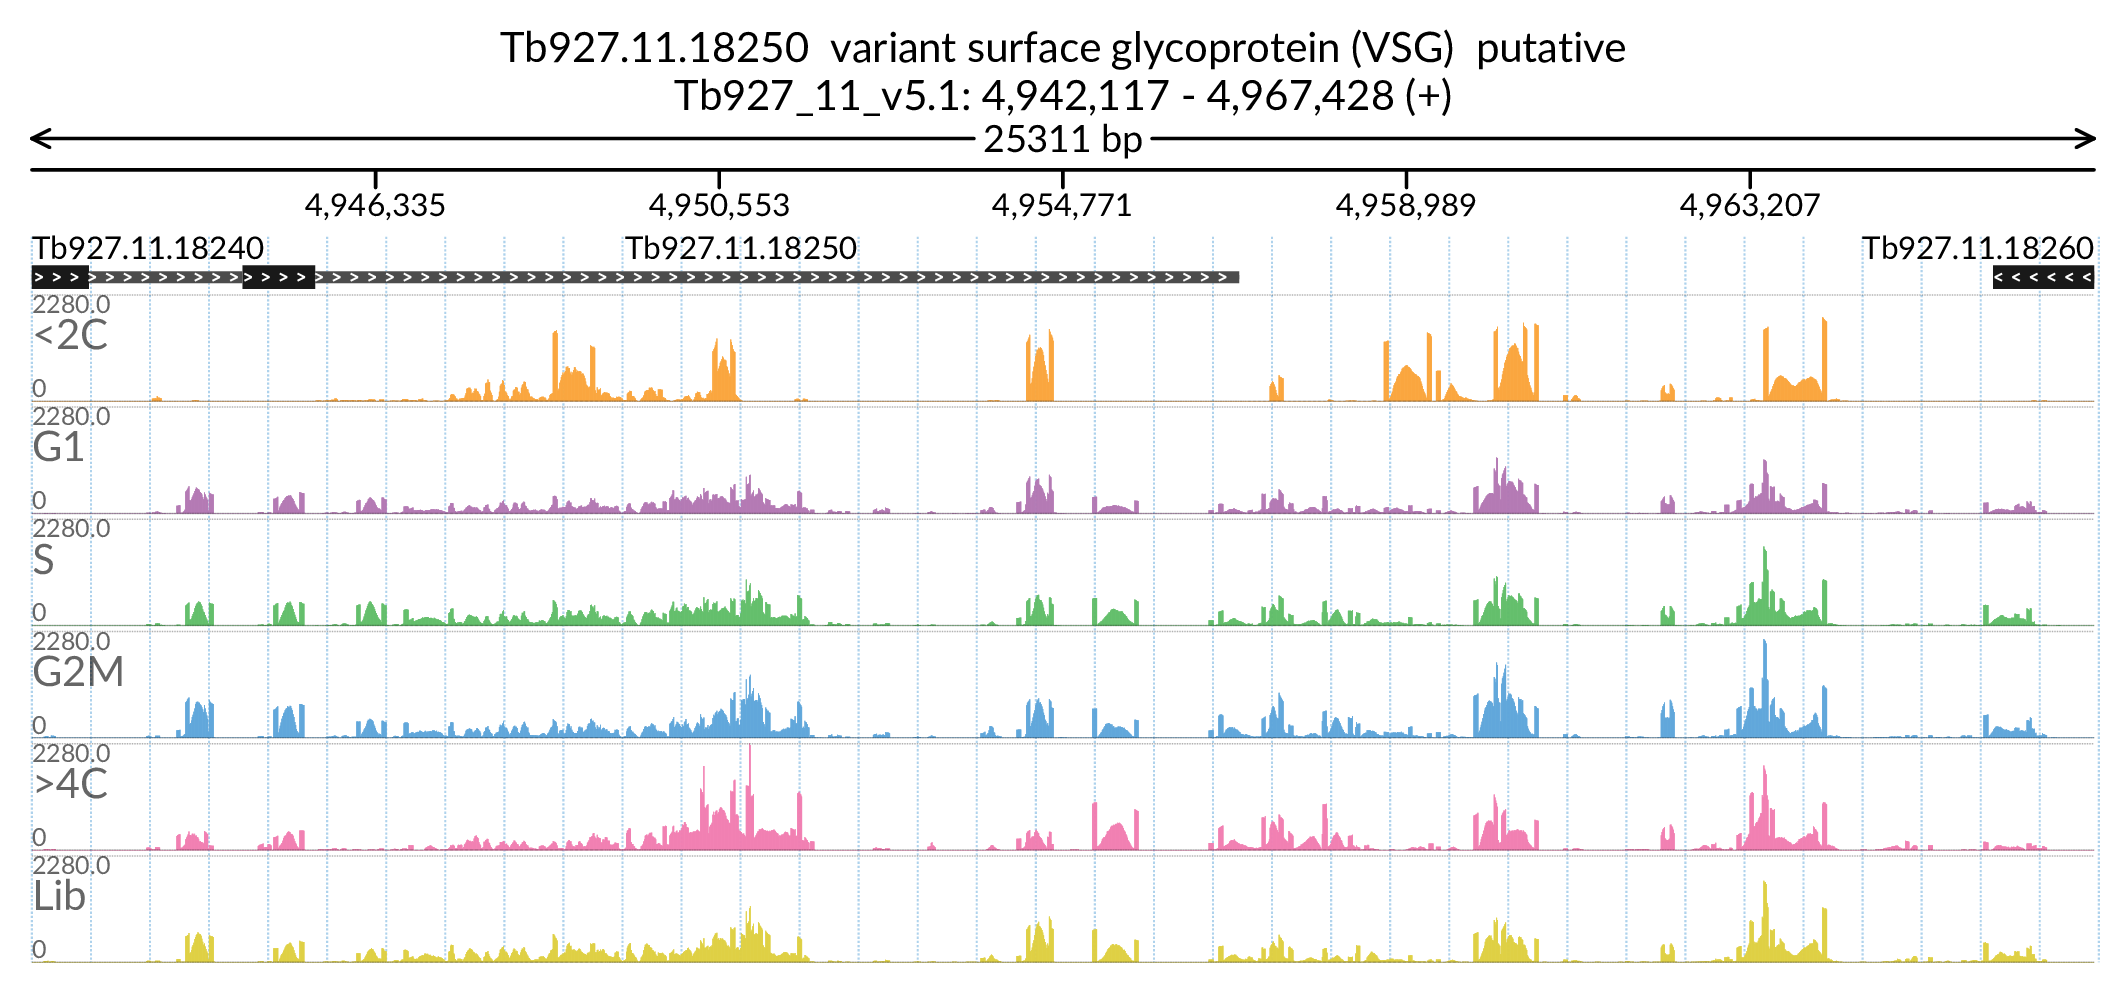 Tb927.11.18250  variant surface glycoprotein (VSG)  putative
Tb927_11_v5.1: 4,942,117 - 4,967,428 (+)
25311 bp
4,946,335 4,950,553 4,954,771 4,958,989 4,963,207
Tb927.11.18240 Tb927.11.18250 Tb927.11.18260
2280.0
<2C
0
2280.0
G1
0
2280.0
S
0
2280.0
G2M
0
2280.0
>4C
0
2280.0
Lib
0